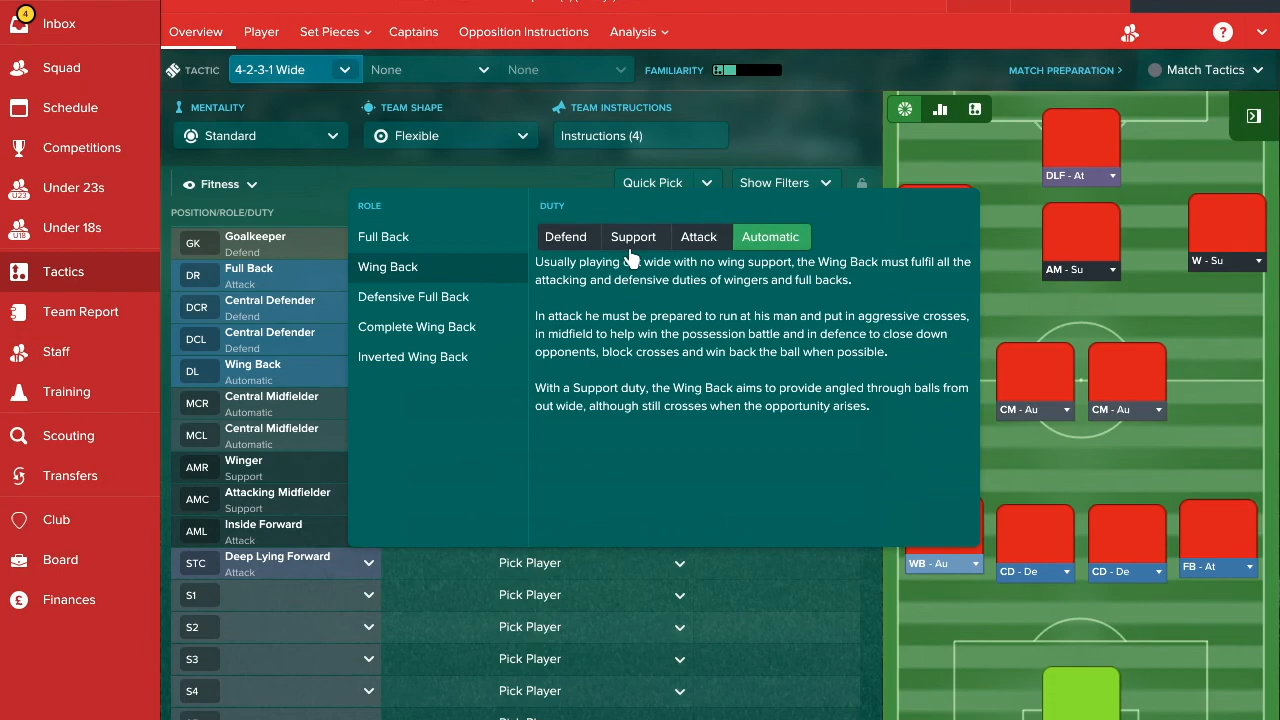 4
Inbox
Squad
Schedule
Competitions
U23
Under 23s
U18
Under 18s
Tactics
Team Report
Staff
Training
Scouting
Transfers
Club
Board
£
Finances
Overview
Player
Set Pieces
Captains
Opposition Instructions
Analysis
?
TACTIC
4-2-3-1 Wide
None
None
FAMILIARITY
MATCH PREPARATION >
Match Tactics
MENTALITY
TEAM SHAPE
TEAM INSTRUCTIONS
Standard
Flexible
Instructions (4)
Fitness
Quick Pick
Show Filters
POSITION/ROLE/DUTY
GK
Goalkeeper
Defend
DR
Full Back
Attack
DCR
Central Defender
Defend
DCL
Central Defender
Defend
DL
Wing Back
Automatic
MCR
Central Midfielder
Automatic
MCL
Central Midfielder
Automatic
AMR
Winger
Support
AMC
Attacking Midfielder
Support
AML
Inside Forward
Attack
STC
Deep Lying Forward
Attack
Pick Player
S1
Pick Player
S2
Pick Player
S3
Pick Player
S4
Pick Player
ROLE
Full Back
Wing Back
Defensive Full Back
Complete Wing Back
Inverted Wing Back
DUTY
Defend
Support
Attack
Automatic
Usually playing out wide with no wing support, the Wing Back must fulfil all the
attacking and defensive duties of wingers and full backs.
In attack he must be prepared to run at his man and put in aggressive crosses,
in midfield to help win the possession battle and in defence to close down
opponents, block crosses and win back the ball when possible.
With a Support duty, the Wing Back aims to provide angled through balls from
out wide, although still crosses when the opportunity arises.
DLF - At
AM - Su
W - Su
CM - Au
CM - Au
WB - Au
CD - De
CD - De
FB - At